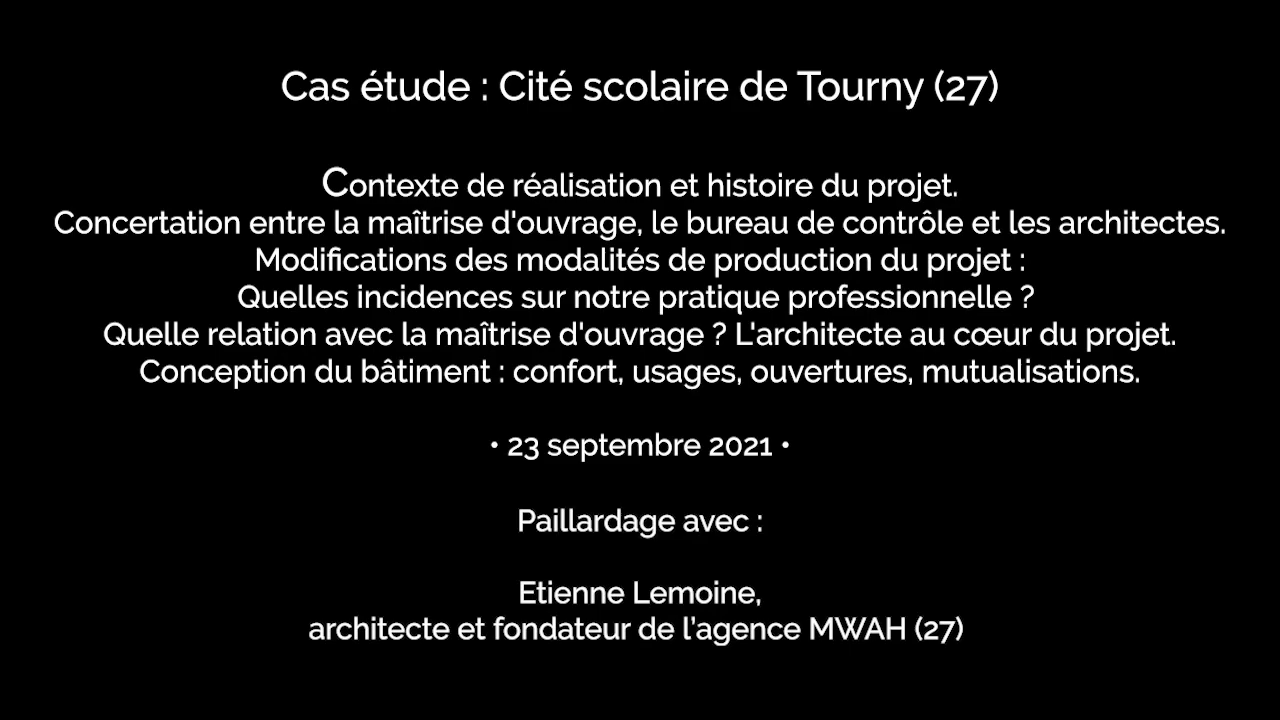 Cas étude : Cité scolaire de Tourny (27)
Contexte de réalisation et histoire du projet.
Concertation entre la maîtrise d'ouvrage, le bureau de contrôle et les architectes.
Modifications des modalités de production du projet :
Quelles incidences sur notre pratique professionnelle ?
Quelle relation avec la maîtrise d'ouvrage ? L'architecte au cœur du projet.
Conception du bâtiment : confort, usages, ouvertures, mutualisations.
• 23 septembre 2021 •
Paillardage avec :
Etienne Lemoine,
architecte et fondateur de l’agence MWAH (27)